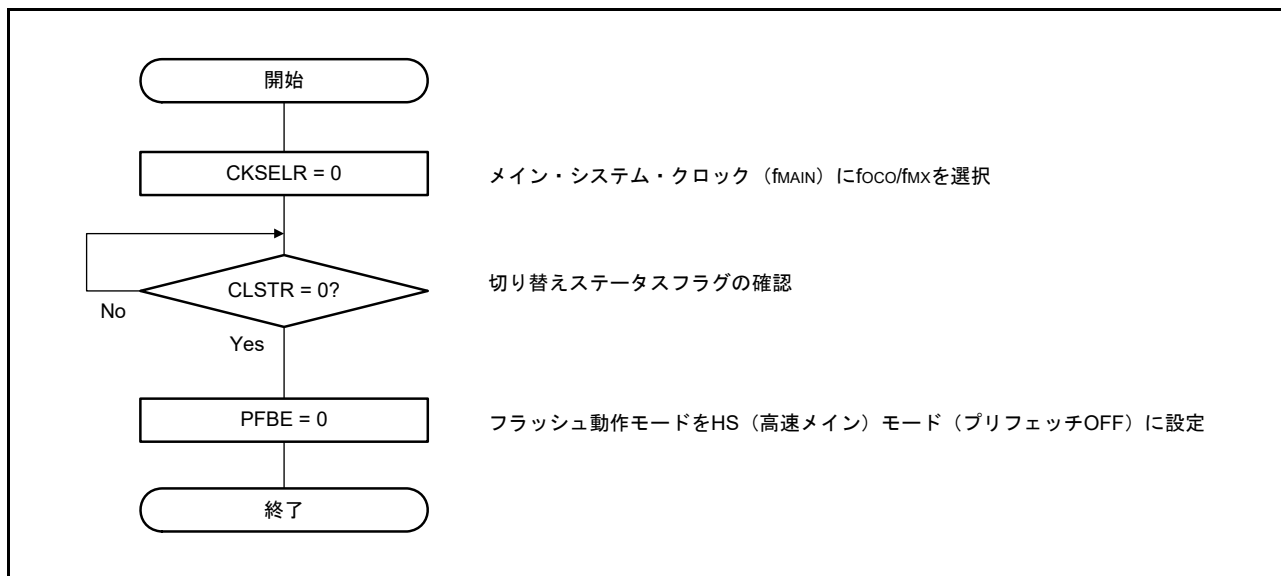 開始
CKSELR = 0
メイン・システム・クロック（fMAIN）にfOCO/fMXを選択
CLSTR = 0?
切り替えステータスフラグの確認
No
Yes
PFBE = 0
フラッシュ動作モードをHS（高速メイン）モード（プリフェッチOFF）に設定
終了